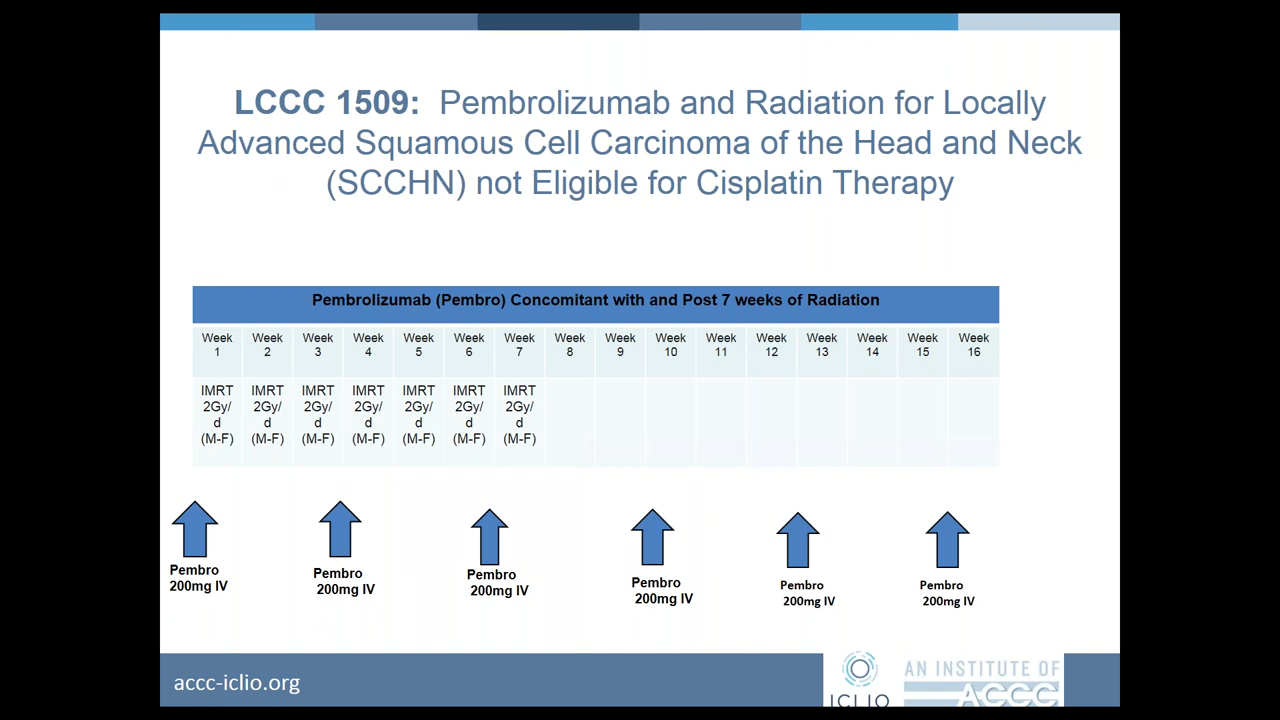 LCCC 1509: Pembrolizumab and Radiation for Locally
Advanced Squamous Cell Carcinoma of the Head and Neck
(SCCHN) not Eligible for Cisplatin Therapy
Pembrolizumab (Pembro) Concomitant with and Post 7 weeks of Radiation
Week Week Week Week Week Week Week Week Week Week Week Week Week Week Week Week
1 2 3 4 5 6 7 8 9 10 11 12 13 14 15 16
IMRT IMRT IMRT IMRT IMRT IMRT IMRT
2Gy/ 2Gy/ 2Gy/ 2Gy/ 2Gy/ 2Gy/ 2Gy/
d d d d d d d
(M-F) (M-F) (M-F) (M-F) (M-F) (M-F) (M-F)
Pembro Pembro Pembro Pembro Pembro Pembro
200mg IV 200mg IV 200mg IV 200mg IV 200mg IV 200mg IV
accc-iclio.org
ICLIO
AN INSTITUTE OF
ACCC